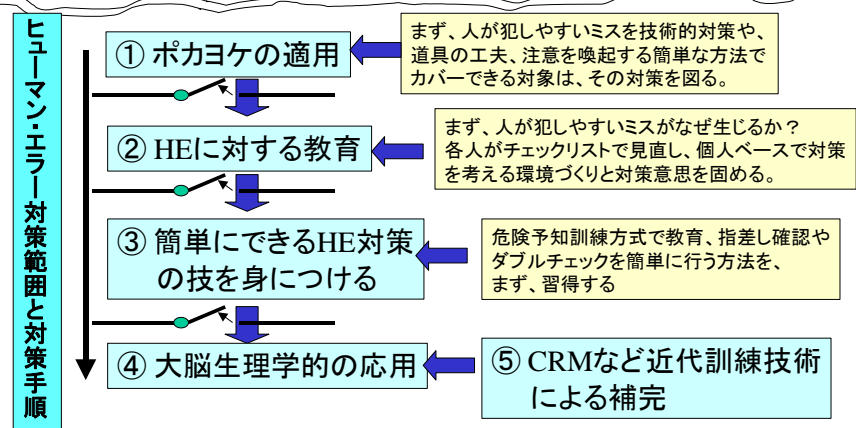 ヒューマン・エラー対策範囲と対策手順
① ポカヨケの適用
まず、人が犯しやすいミスを技術的対策や、
道具の工夫、注意を喚起する簡単な方法で
カバーできる対象は、その対策を図る。
② HEに対する教育
まず、人が犯しやすいミスがなぜ生じるか?
各人がチェックリストで見直し、個人ベースで対策
を考える環境づくりと対策意思を固める。
③ 簡単にできるHE対策
の技を身につける
危険予知訓練方式で教育、指差し確認や
ダブルチェックを簡単に行う方法を、
まず、習得する
④ 大脳生理学的の応用
⑤ CRMなど近代訓練技術
による補完